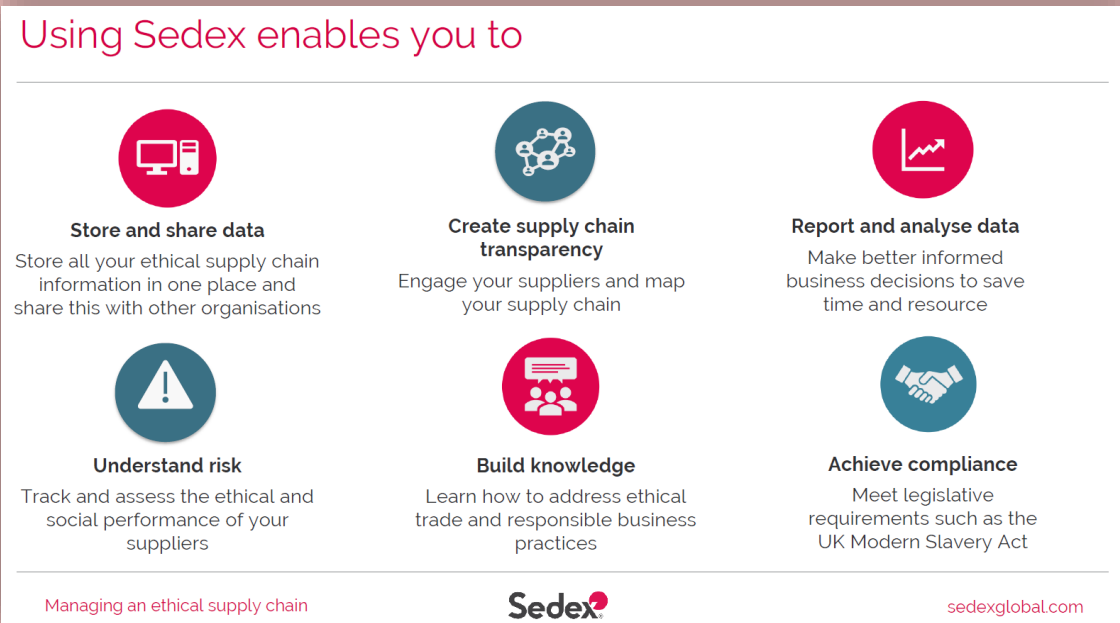 Using Sedex enables you to
Store and share data
Store all your ethical supply chain
information in one place and
share this with other organisations
Create supply chain
transparency
Engage your suppliers and map
your supply chain
Report and analyse data
Make better informed
business decisions to save
time and resource
Understand risk
Track and assess the ethical and
social performance of your
suppliers
Build knowledge
Learn how to address ethical
trade and responsible business
practices
Achieve compliance
Meet legislative
requirements such as the
UK Modern Slavery Act
Managing an ethical supply chain
Sedex®
sedexglobal.com